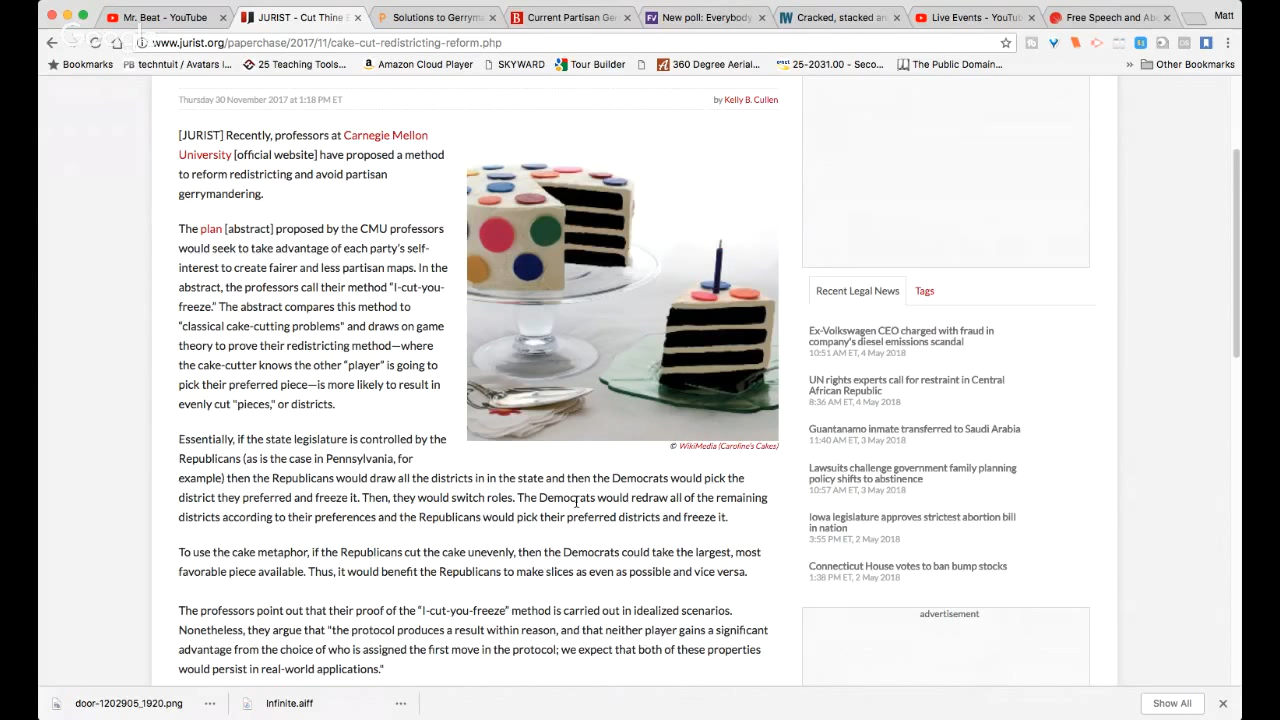 Mr. Beat - YouTube
JURIST - Cut Thine E
Solutions to Gerrym
Current Partisan Ge
New poll: Everybody
Cracked, stacked an
Live Events - YouTub
Free Speech and Ab
Matt
www.jurist.org/paperchase/2017/11/cake-cut-redistricting-reform.php
Bookmarks
techntuit / Avatars i...
25 Teaching Tools...
Amazon Cloud Player
SKYWARD
Tour Builder
360 Degree Aerial...
25-2031.00 - Seco...
The Public Domain...
» Other Bookmarks
Thursday 30 November 2017 at 1:18 PM ET
by Kelly B. Cullen
[JURIST] Recently, professors at Carnegie Mellon
University [official website] have proposed a method
to reform redistricting and avoid partisan
gerrymandering.
The plan [abstract] proposed by the CMU professors
would seek to take advantage of each party's self-
interest to create fairer and less partisan maps. In the
abstract, the professors call their method "I-cut-you-
freeze." The abstract compares this method to
"classical cake-cutting problems" and draws on game
theory to prove their redistricting method—where
the cake-cutter knows the other "player" is going to
pick their preferred piece—is more likely to result in
evenly cut "pieces," or districts.
© WikiMedia (Caroline's Cakes)
Essentially, if the state legislature is controlled by the
Republicans (as is the case in Pennsylvania, for
example) then the Republicans would draw all the districts in in the state and then the Democrats would pick the
district they preferred and freeze it. Then, they would switch roles. The Democrats would redraw all of the remaining
districts according to their preferences and the Republicans would pick their preferred districts and freeze it.
To use the cake metaphor, if the Republicans cut the cake unevenly, then the Democrats could take the largest, most
favorable piece available. Thus, it would benefit the Republicans to make slices as even as possible and vice versa.
The professors point out that their proof of the "I-cut-you-freeze" method is carried out in idealized scenarios.
Nonetheless, they argue that "the protocol produces a result within reason, and that neither player gains a significant
advantage from the choice of who is assigned the first move in the protocol; we expect that both of these properties
would persist in real-world applications."
Recent Legal News
Tags
Ex-Volkswagen CEO charged with fraud in
company's diesel emissions scandal
10:51 AM ET, 4 May 2018
UN rights experts call for restraint in Central
African Republic
8:36 AM ET, 4 May 2018
Guantanamo inmate transferred to Saudi Arabia
11:40 AM ET, 3 May 2018
Lawsuits challenge government family planning
policy shifts to abstinence
10:57 AM ET, 3 May 2018
Iowa legislature approves strictest abortion bill
in nation
3:55 PM ET, 2 May 2018
Connecticut House votes to ban bump stocks
1:38 PM ET, 2 May 2018
advertisement
door-1202905_1920.png
Infinite.aiff
Show All